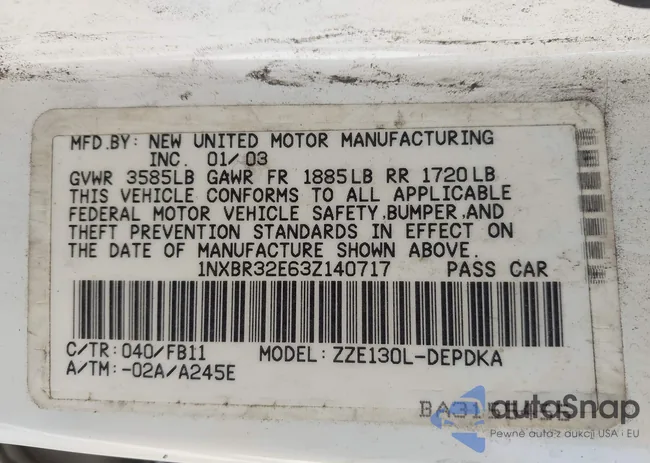 MFD.BY: NEW UNITED MOTOR MANUFACTURING
INC. 01/03
GVWR 3585LB GAWR FR 1885LB RR 1720LB
THIS VEHICLE CONFORMS TO ALL APPLICABLE
FEDERAL MOTOR VEHICLE SAFETY,BUMPER,AND
THEFT PREVENTION STANDARDS IN EFFECT ON
THE DATE OF MANUFACTURE SHOWN ABOVE.
1NXBR32E63Z140717 PASS CAR
C/TR:040/FB11 MODEL: ZZE130L-DEPDKA
A/TM:-02A/A245E
autoSnap
Pewne auta z aukcji USA i EU